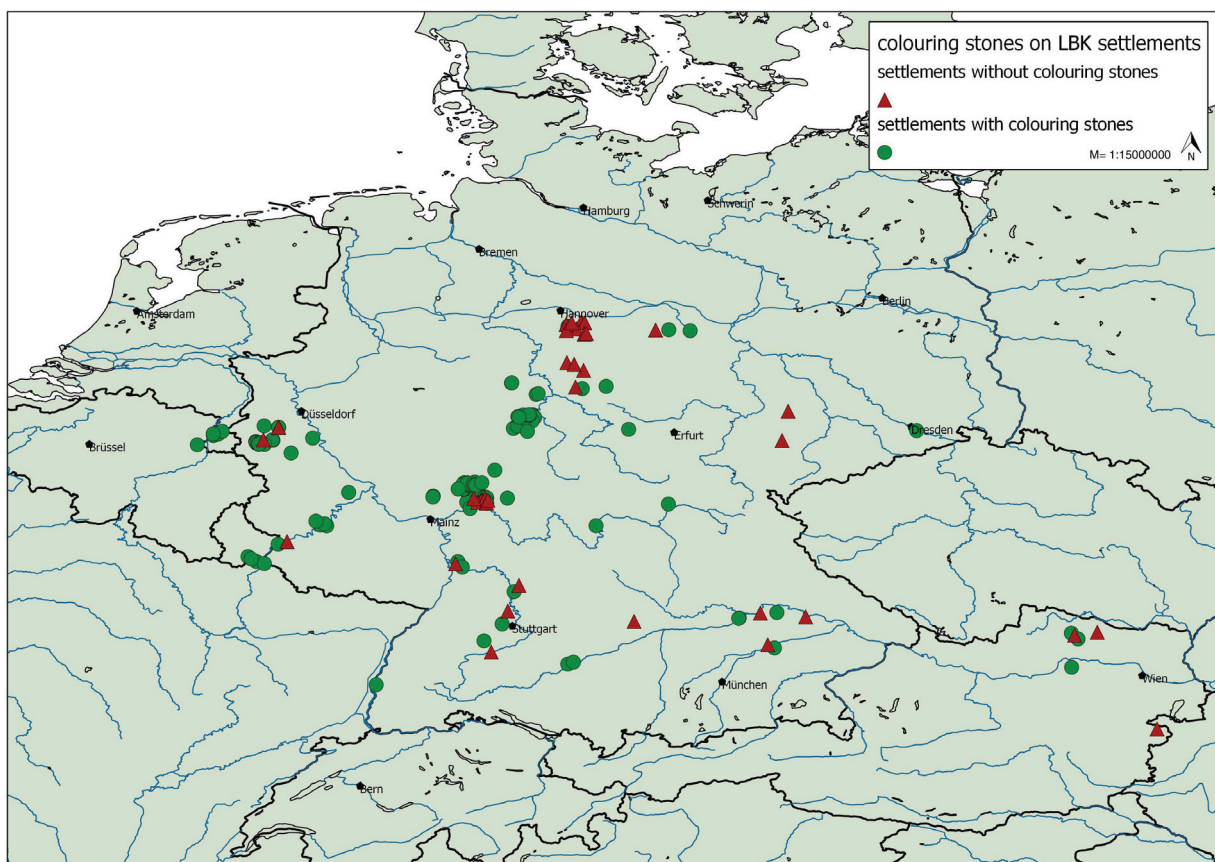 colouring stones on LBK settlements
settlements without colouring stones
settlements with colouring stones
M= 1:15000000
N
Hamburg
Schwerin
Bremen
Berlin
Amsterdam
Hannover
Düsseldorf
Brüssel
Erfurt
Dresden
Mainz
Stuttgart
München
Wien
Bern